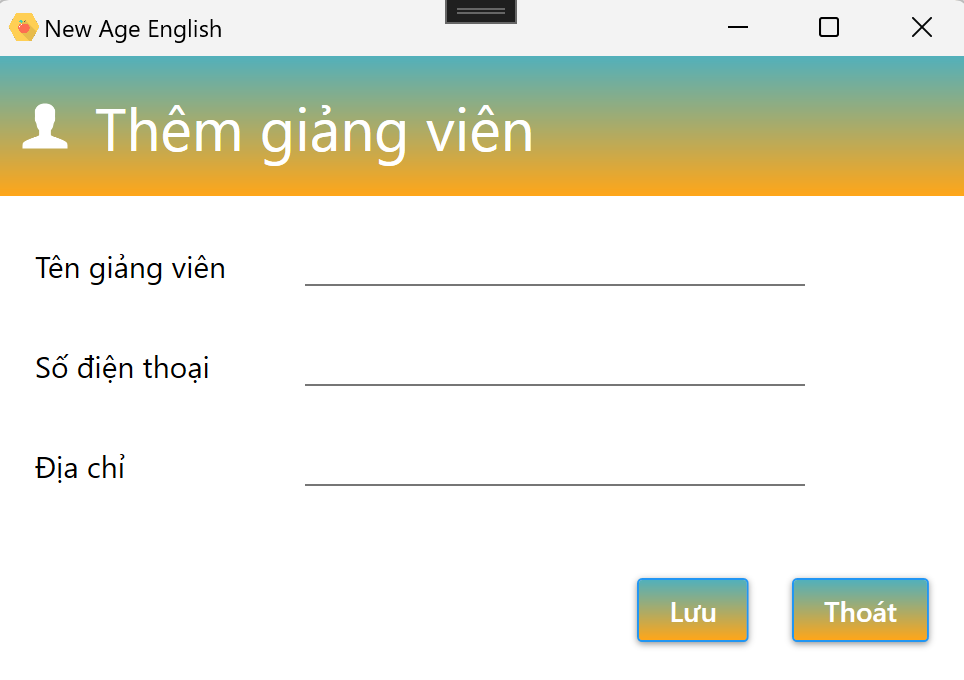 New Age English
Thêm giảng viên
Tên giảng viên
Số điện thoại
Địa chỉ
Lưu
Thoát